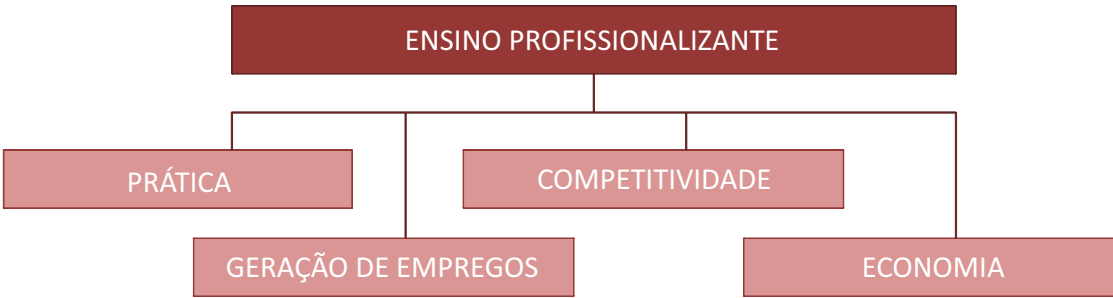 ENSINO PROFISSIONALIZANTE
PRÁTICA
COMPETITIVIDADE
GERAÇÃO DE EMPREGOS
ECONOMIA